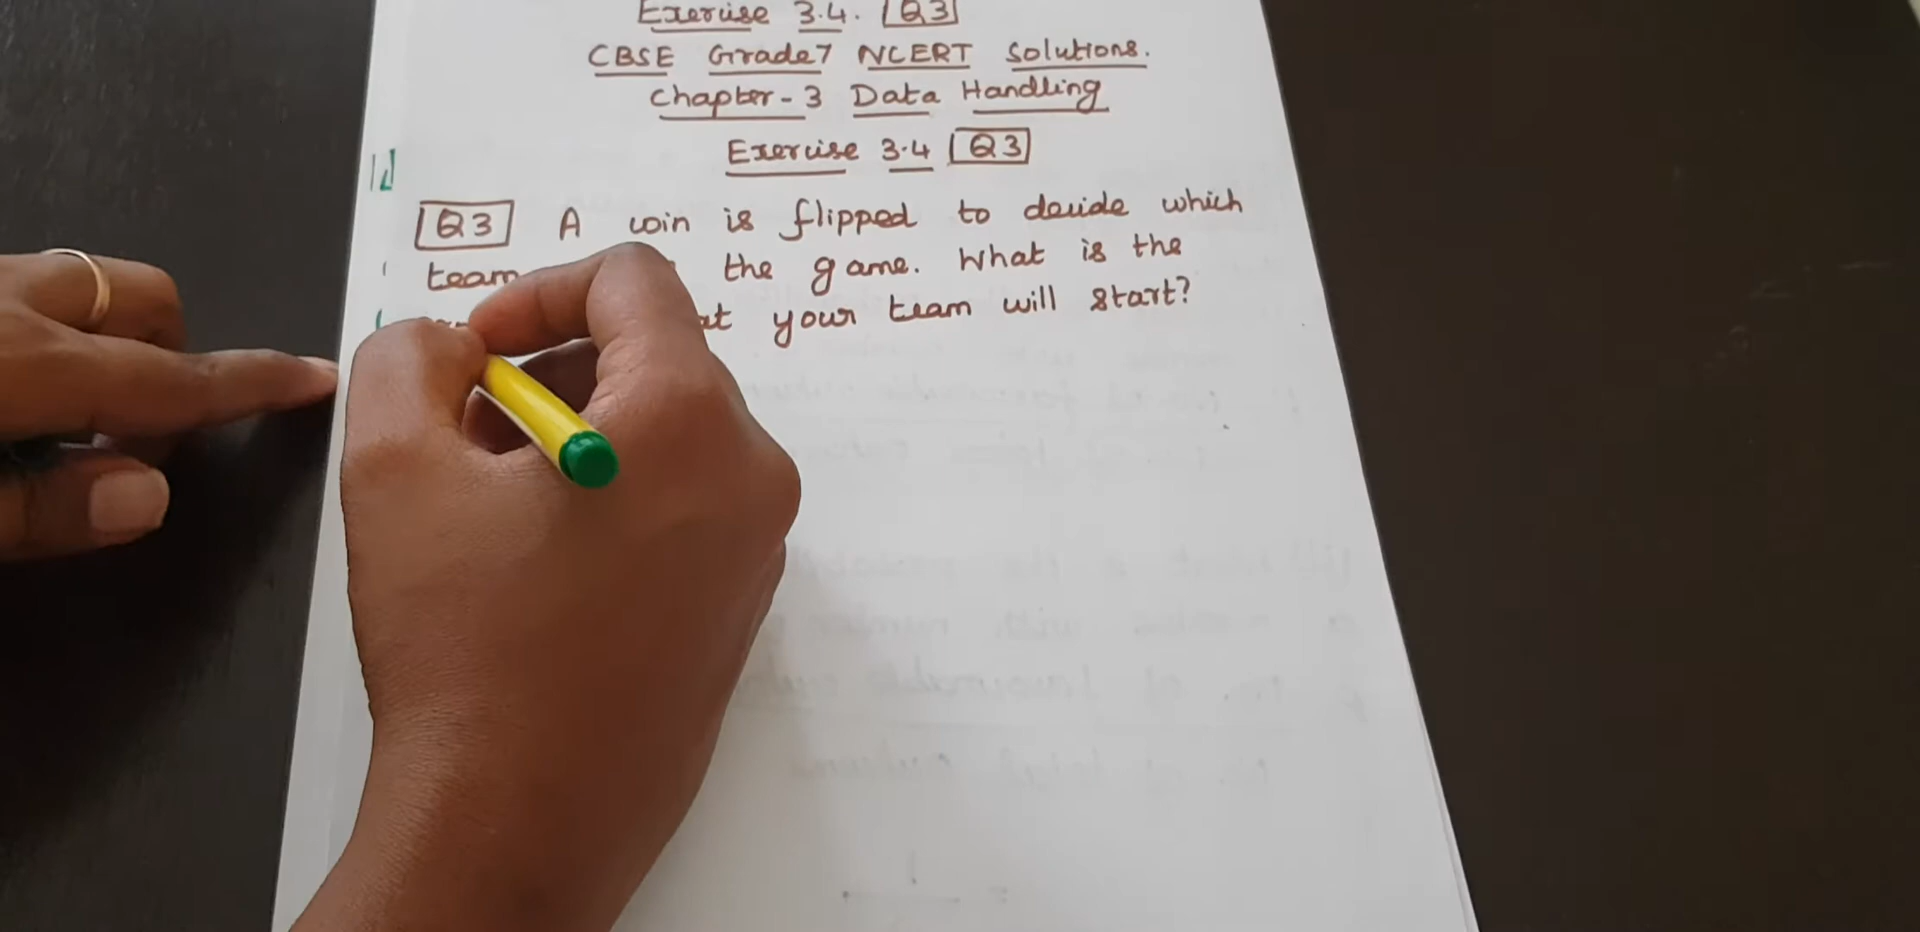 Exercise 3.4. Q3
CBSE Grade7 NCERT Solutions.
Chapter-3 Data Handling
Exercise 3.4 Q3
Q3 A coin is flipped to decide which
team the game. What is the
at your team will start?